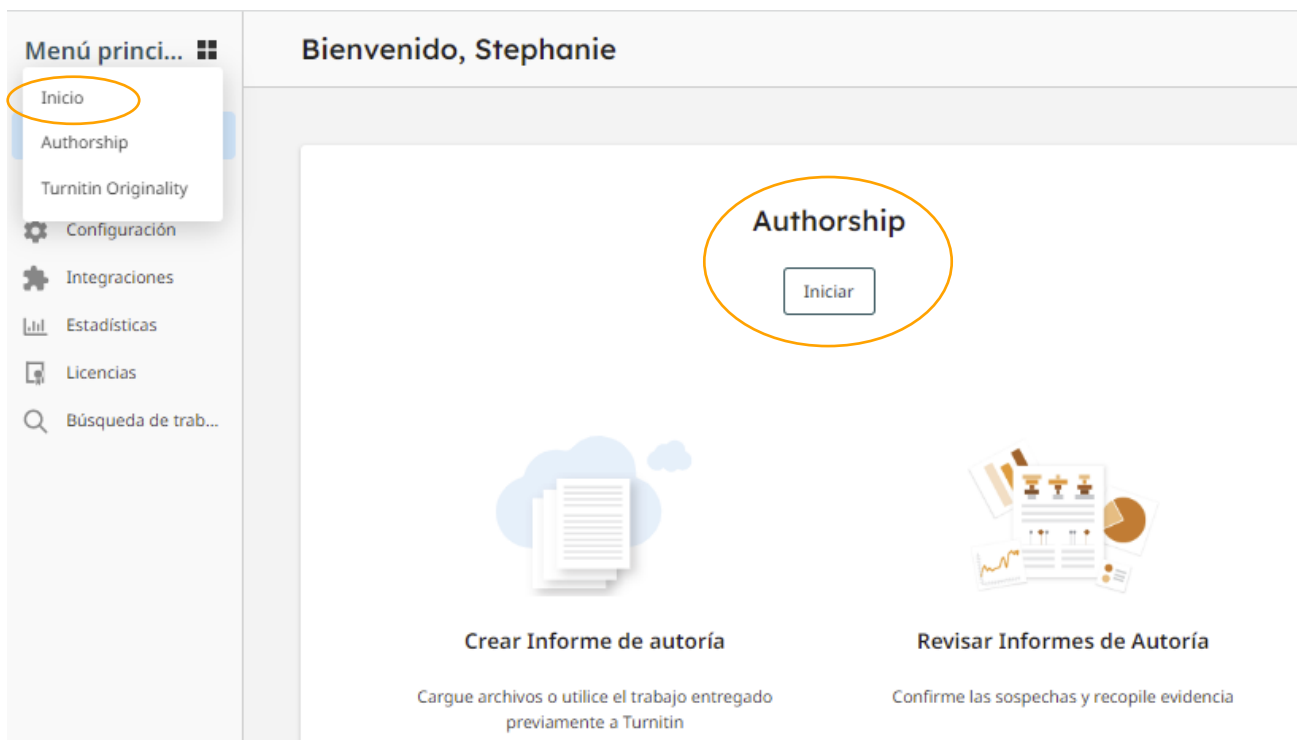 Menú princi...
Bienvenido, Stephanie
Inicio
Authorship
Turnitin Originality
Configuración
Integraciones
Estadísticas
Licencias
Búsqueda de trab...
Authorship
Iniciar
Crear Informe de autoría
Cargue archivos o utilice el trabajo entregado
previamente a Turnitin
Revisar Informes de Autoría
Confirme las sospechas y recopile evidencia